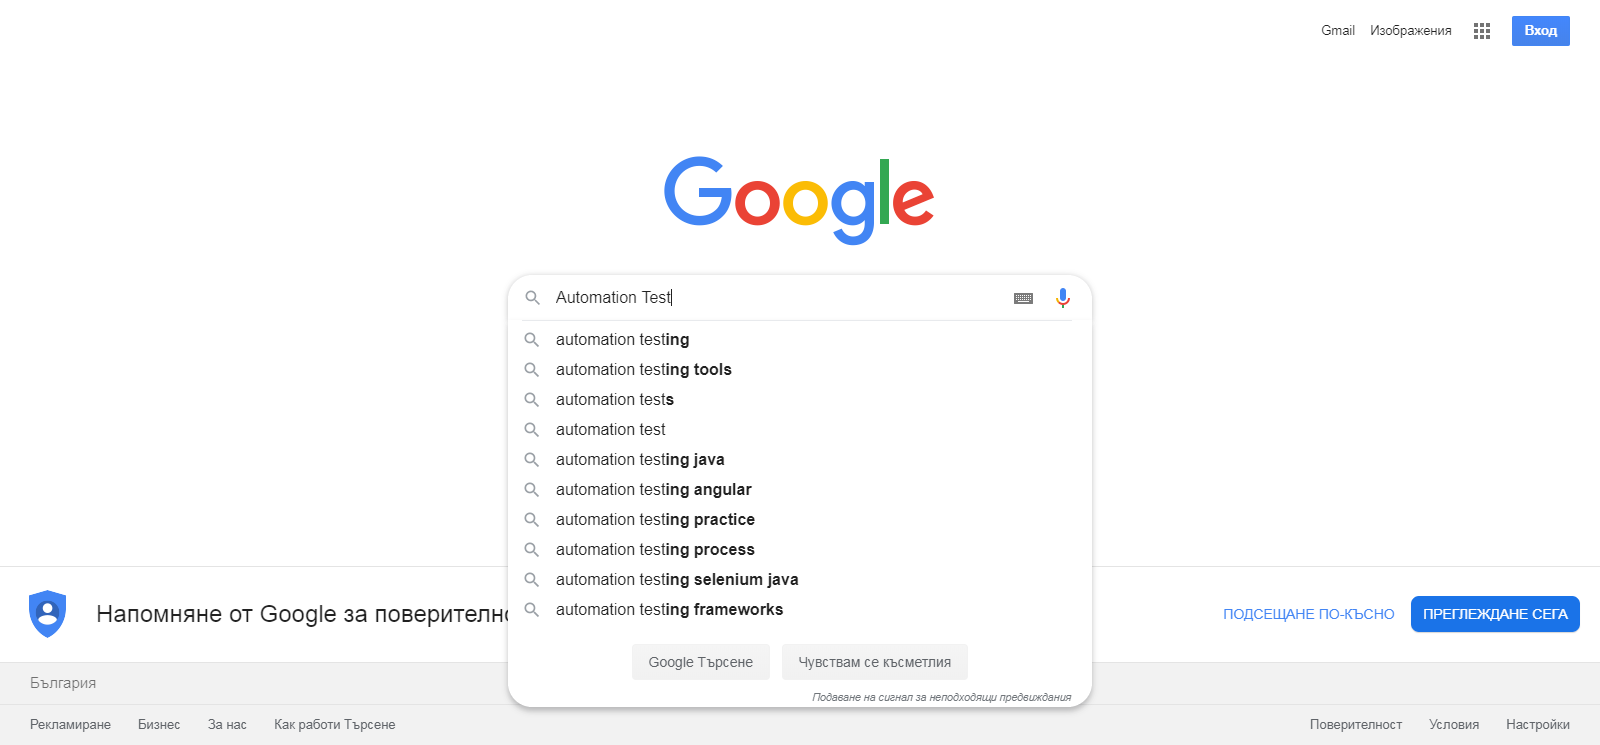 Gmail Изображения Вход
Google
Automation Test
automation testing
automation testing tools
automation tests
automation test
automation testing java
automation testing angular
automation testing practice
automation testing process
automation testing selenium java
automation testing frameworks
Google Търсене Чувствам се късметлия
Подаване на сигнал за неподходящи предвиждания
Напомняне от Google за поверително
ПОДСЕЩАНЕ ПО-КЪСНО ПРЕГЛЕЖДАНЕ СЕГА
България
Рекламиране Бизнес За нас Как работи Търсене Поверителност Условия Настройки